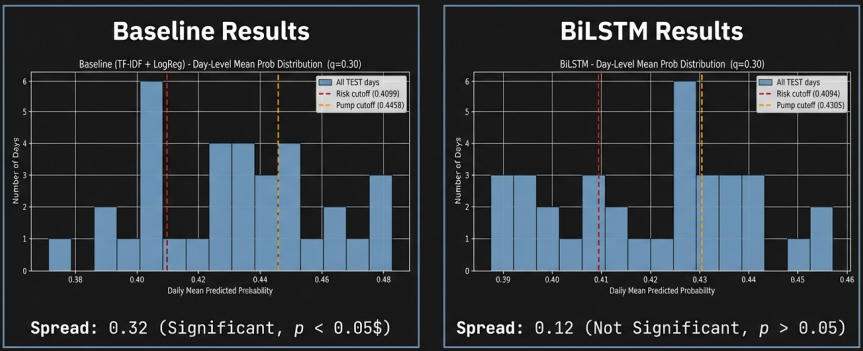 Baseline Results
Baseline (TF-IDF + LogReg) - Day-Level Mean Prob Distribution (q=0.30)
All TEST days
Risk cutoff (0.4099)
Pump cutoff (0.4458)
Number of Days
6
5
4
3
2
1
0
0.38 0.40 0.42 0.44 0.46 0.48
Daily Mean Predicted Probability
Spread: 0.32 (Significant, p < 0.05$)
BiLSTM Results
BiLSTM - Day-Level Mean Prob Distribution (q=0.30)
All TEST days
Risk cutoff (0.4094)
Pump cutoff (0.4305)
Number of Days
6
5
4
3
2
1
0
0.39 0.40 0.41 0.42 0.43 0.44 0.45 0.46
Daily Mean Predicted Probability
Spread: 0.12 (Not Significant, p > 0.05)